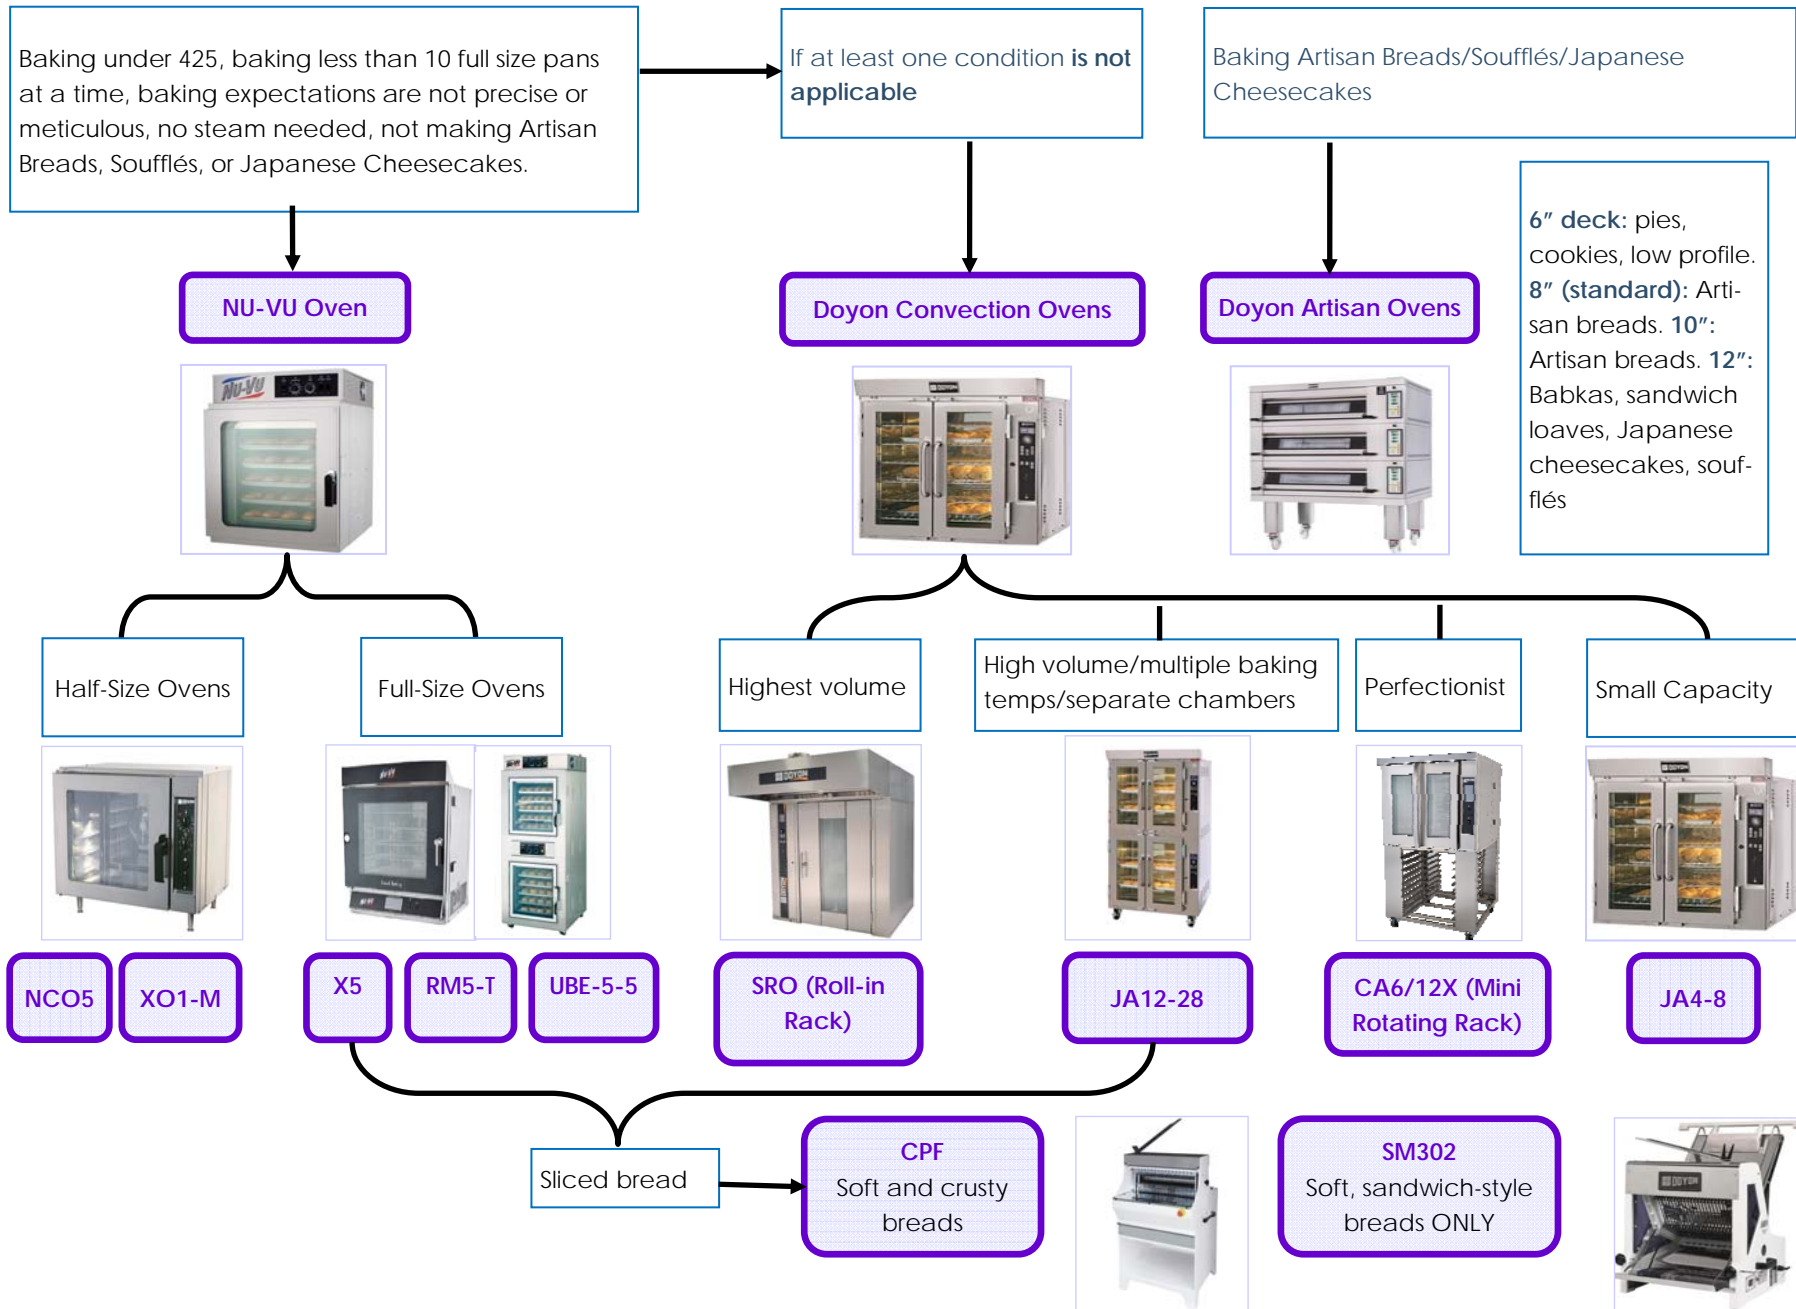 Baking under 425, baking less than 10 full size pans
at a time, baking expectations are not precise or
meticulous, no steam needed, not making Artisan
Breads, Soufflés, or Japanese Cheesecakes.
If at least one condition is not
applicable
Baking Artisan Breads/Soufflés/Japanese
Cheesecakes
6” deck: pies,
cookies, low profile.
8” (standard): Arti-
san breads. 10”:
Artisan breads. 12”:
Babkas, sandwich
loaves, Japanese
cheesecakes, souf-
flés
NU-VU Oven
Doyon Convection Ovens
Doyon Artisan Ovens
NU-VU
DOYON
Half-Size Ovens
Full-Size Ovens
Highest volume
High volume/multiple baking
temps/separate chambers
Perfectionist
Small Capacity
DOYON
NCO5
XO1-M
X5
RM5-T
UBE-5-5
SRO (Roll-in
Rack)
JA12-28
CA6/12X (Mini
Rotating Rack)
JA4-8
Sliced bread
CPF
Soft and crusty
breads
SM302
Soft, sandwich-style
breads ONLY
DOYON